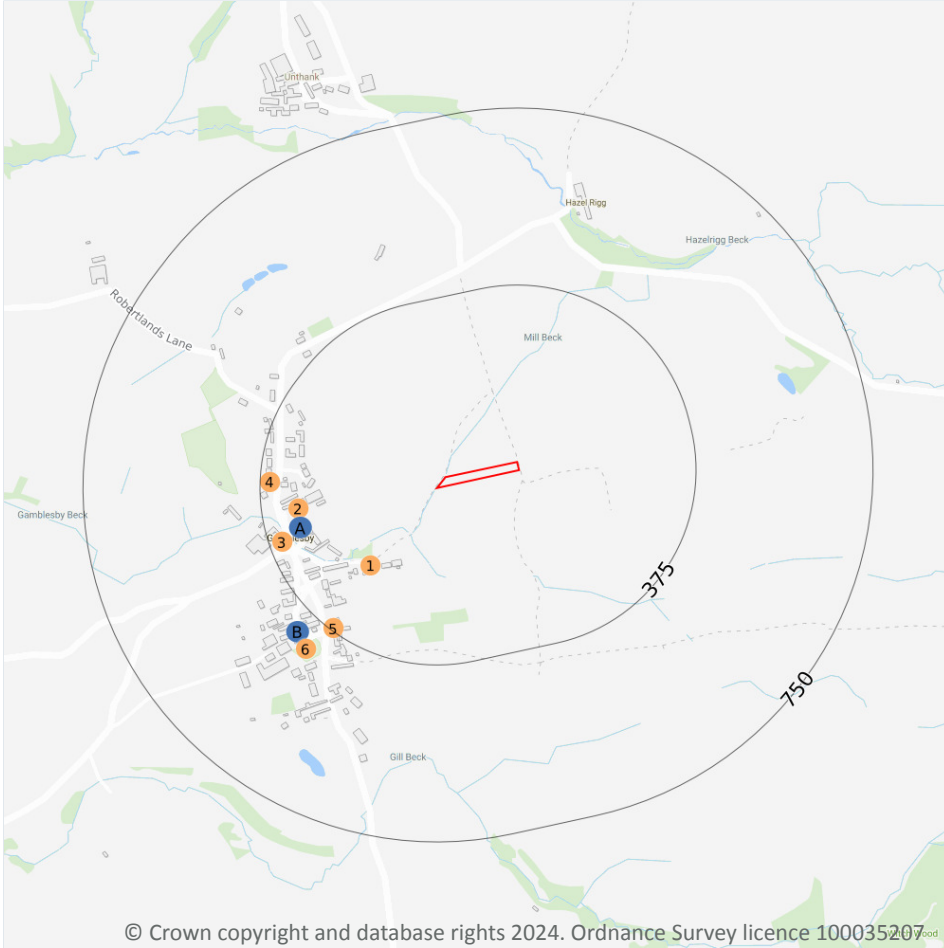 Unthank
Hazel Rigg
Hazelrigg Beck
Robertlands Lane
Mill Beck
4
2
A
Gamblesby Beck
3
1
375
5
B
6
750
Gill Beck
© Crown copyright and database rights 2024. Ordnance Survey licence 100035207